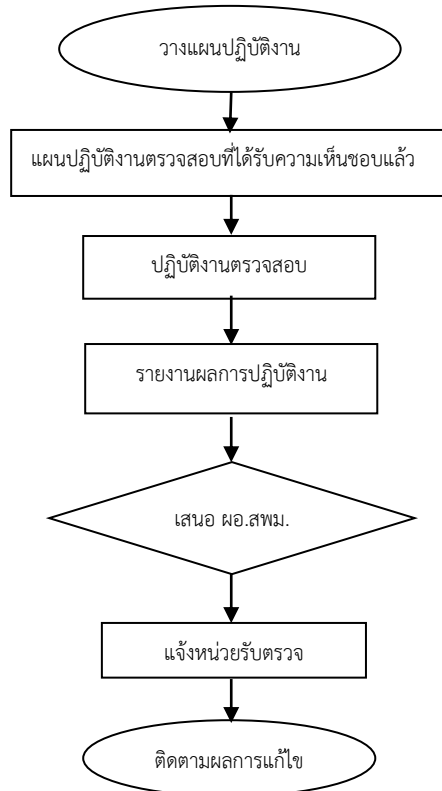 วางแผนปฏิบัติงาน
แผนปฏิบัติงานตรวจสอบที่ได้รับความเห็นชอบแล้ว
ปฏิบัติงานตรวจสอบ
รายงานผลการปฏิบัติงาน
เสนอ ผอ.สพม.
แจ้งหน่วยรับตรวจ
ติดตามผลการแก้ไข